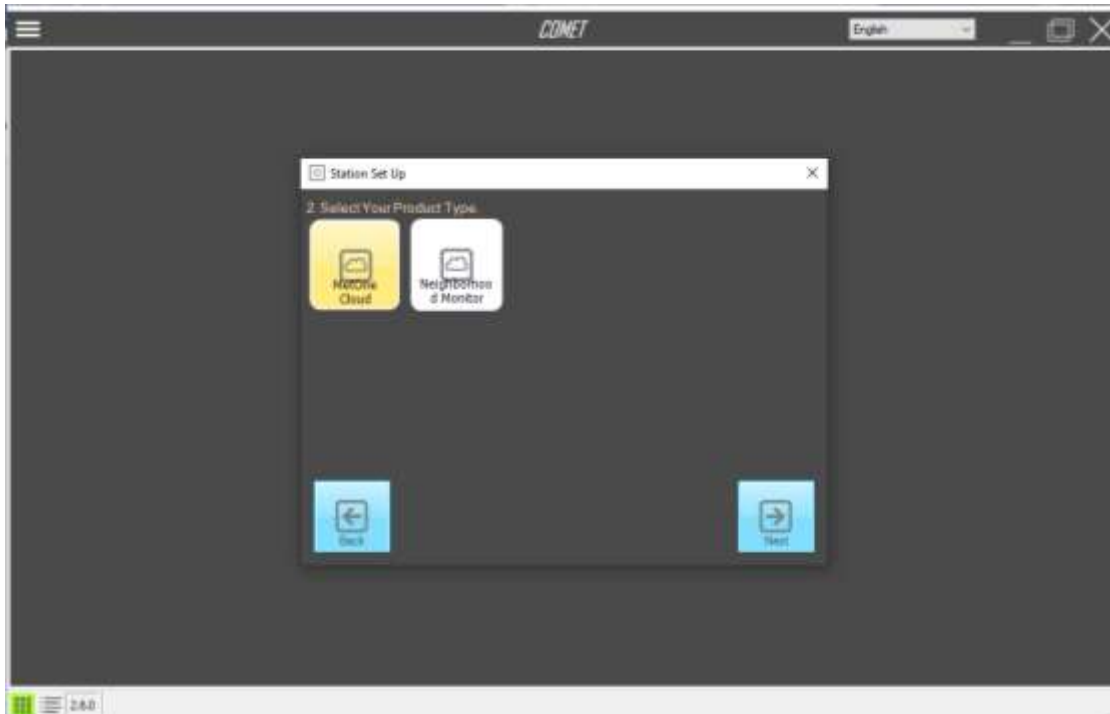 COMET
English
Station Set Up
2. Select Your Product Type
MetOne
Cloud
Neighborhoo
d Monitor
Back
Next
2.6.0